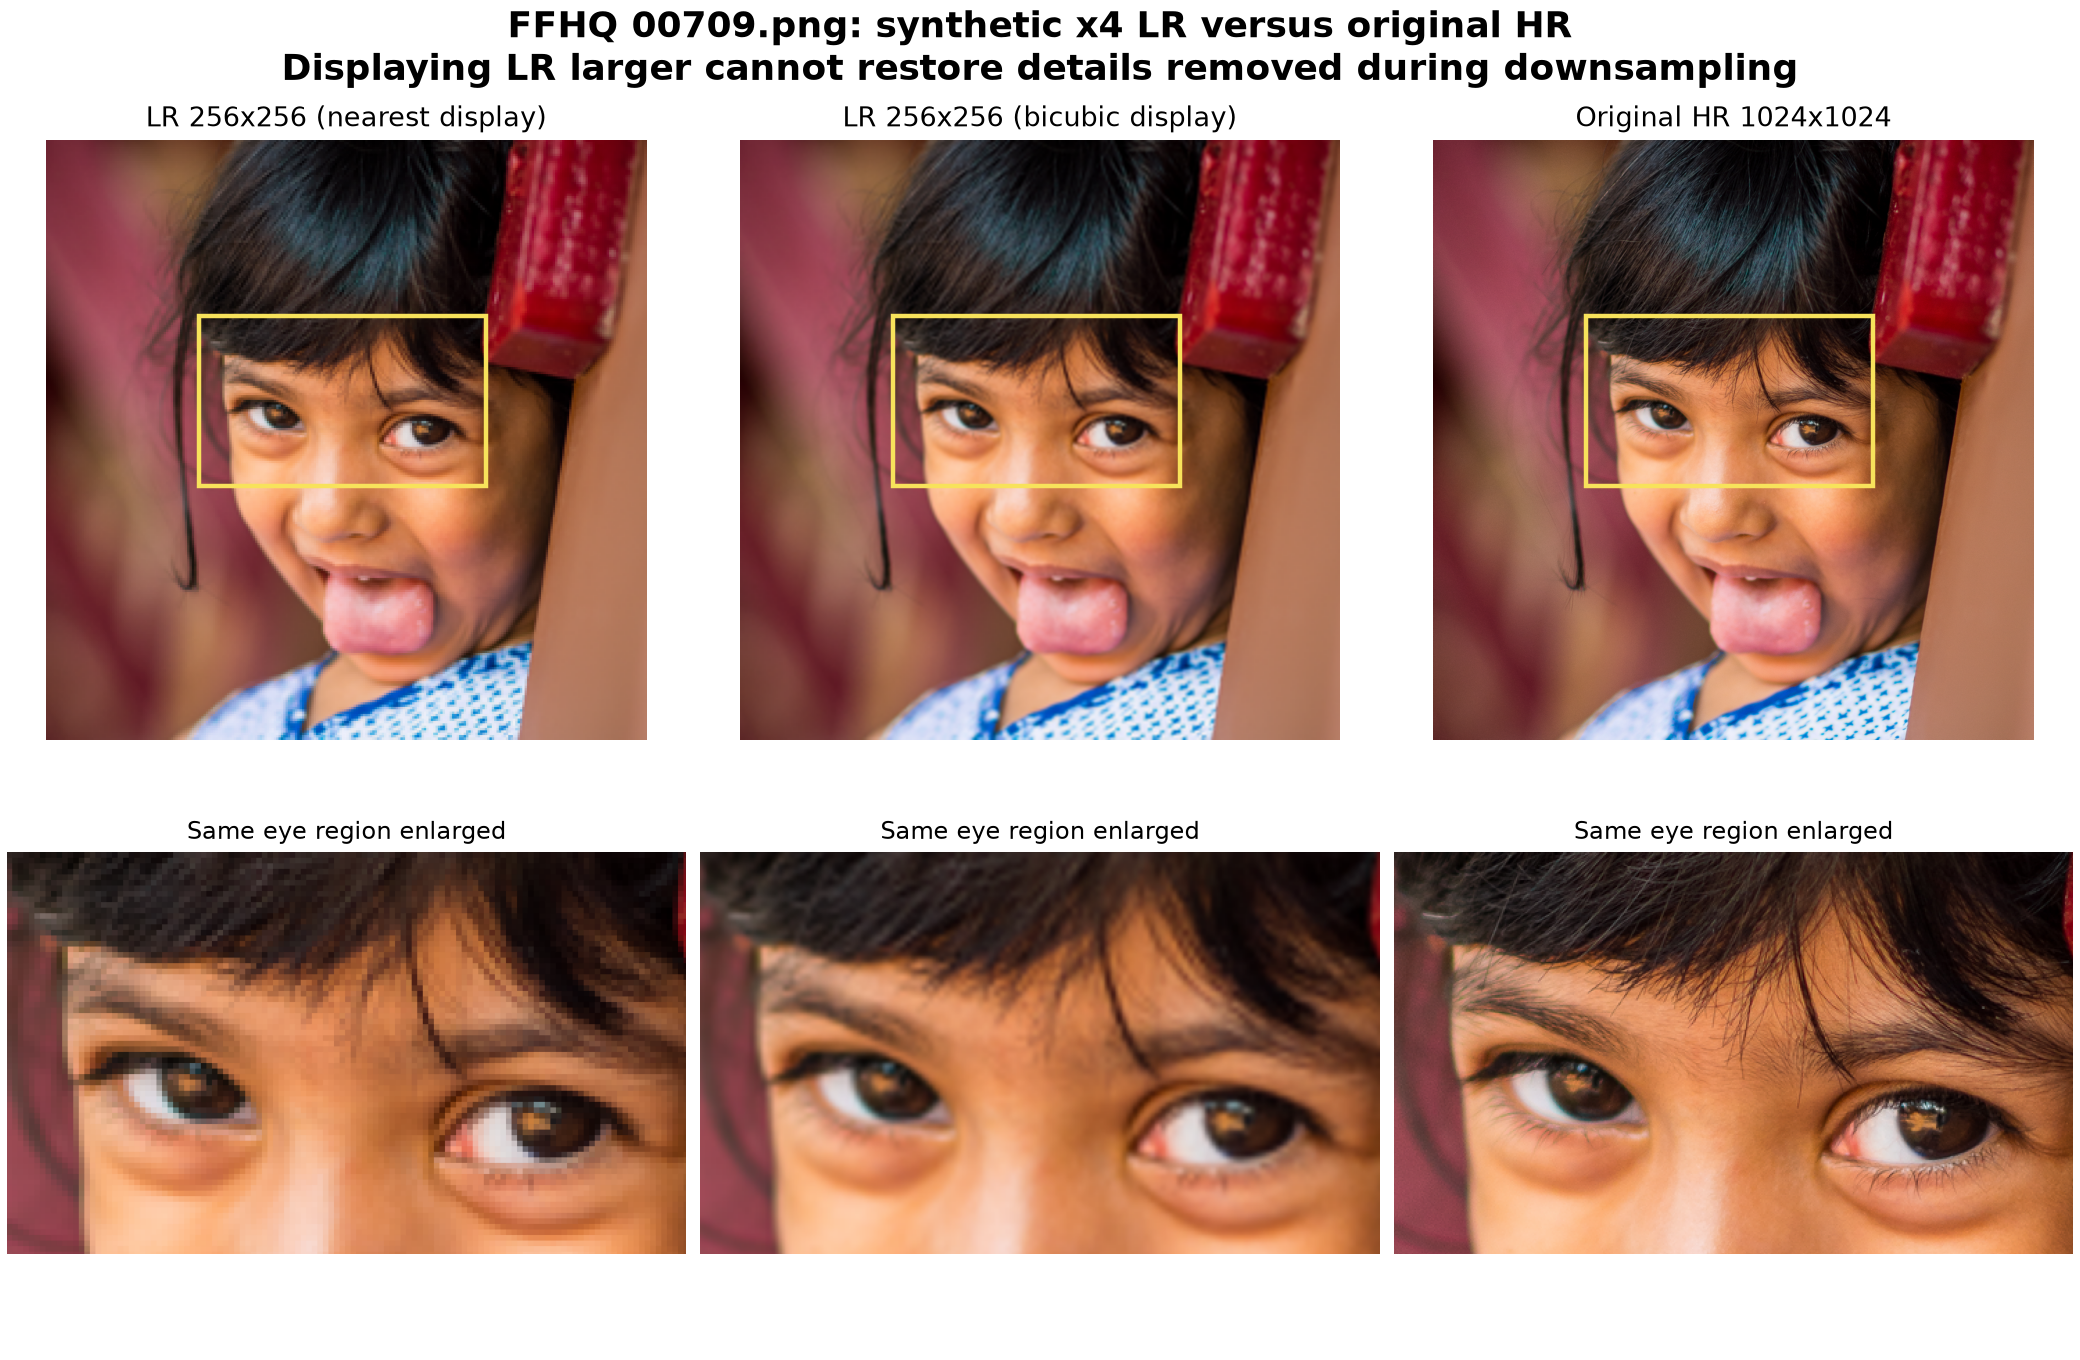 FFHQ 00709.png: synthetic x4 LR versus original HR
Displaying LR larger cannot restore details removed during downsampling
LR 256x256 (nearest display)
LR 256x256 (bicubic display)
Original HR 1024x1024
Same eye region enlarged
Same eye region enlarged
Same eye region enlarged